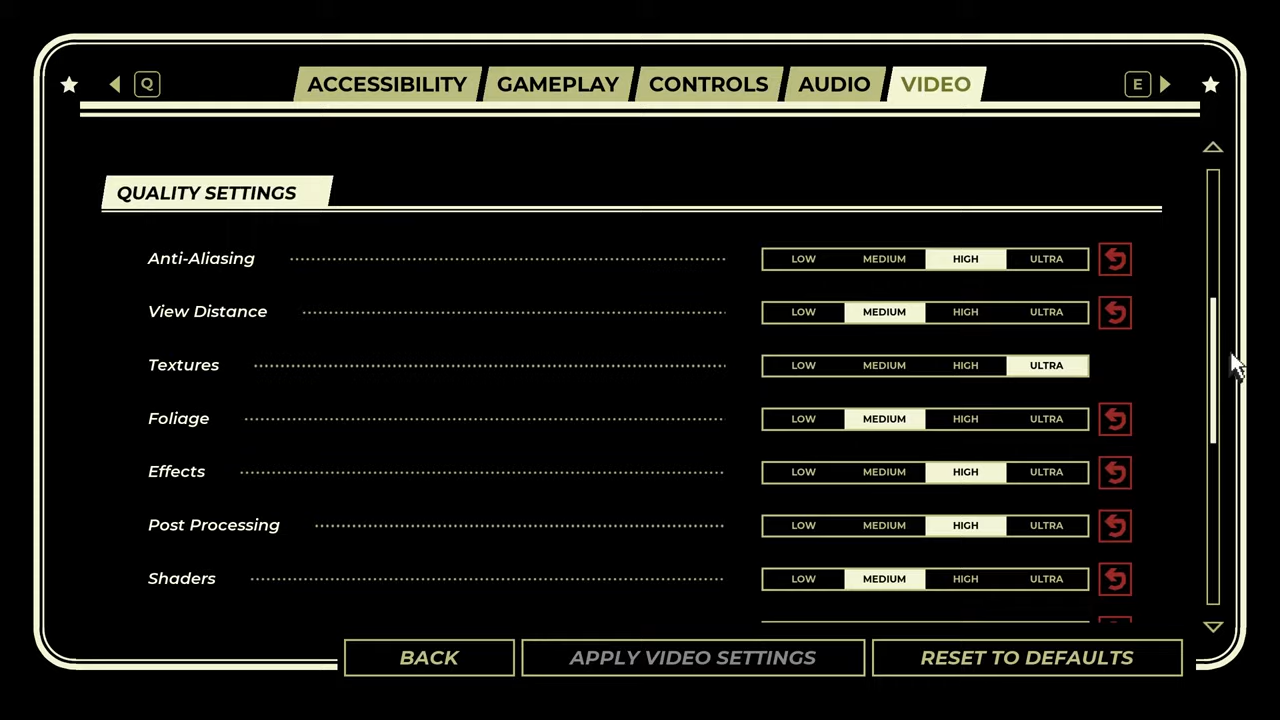 Q ACCESSIBILITY GAMEPLAY CONTROLS AUDIO VIDEO E
QUALITY SETTINGS
Anti-Aliasing LOW MEDIUM HIGH ULTRA
View Distance LOW MEDIUM HIGH ULTRA
Textures LOW MEDIUM HIGH ULTRA
Foliage LOW MEDIUM HIGH ULTRA
Effects LOW MEDIUM HIGH ULTRA
Post Processing LOW MEDIUM HIGH ULTRA
Shaders LOW MEDIUM HIGH ULTRA
BACK APPLY VIDEO SETTINGS RESET TO DEFAULTS